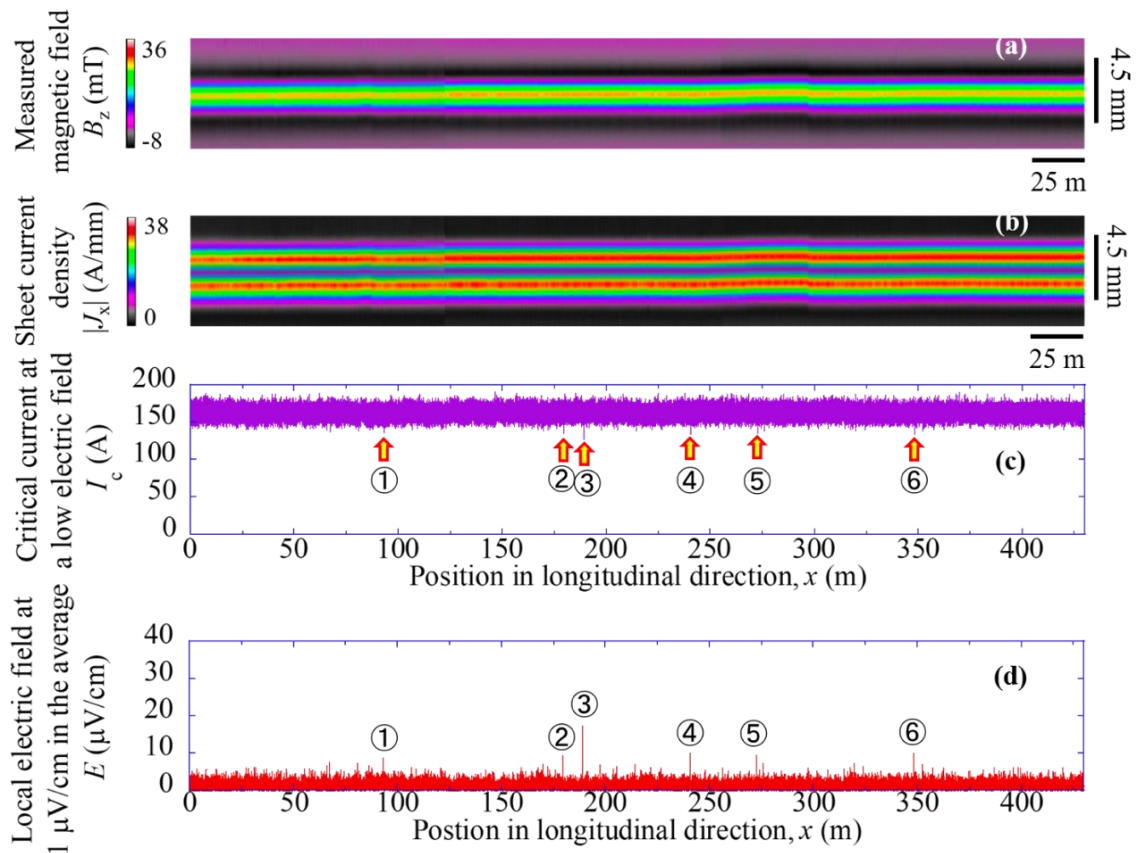 Measured
magnetic field
Bz (mT)
36
-8
(a)
4.5 mm
25 m
Sheet current
density
|Jx| (A/mm)
38
0
(b)
4.5 mm
25 m
Critical current at
a low electric field
Ic (A)
200
150
100
50
0
① ② ③ ④ ⑤ ⑥
(c)
0 50 100 150 200 250 300 350 400
Position in longitudinal direction, x (m)
Local electric field at
1 μV/cm in the average
E (μV/cm)
40
30
20
10
0
(d)
① ② ③ ④ ⑤ ⑥
0 50 100 150 200 250 300 350 400
Postion in longitudinal direction, x (m)